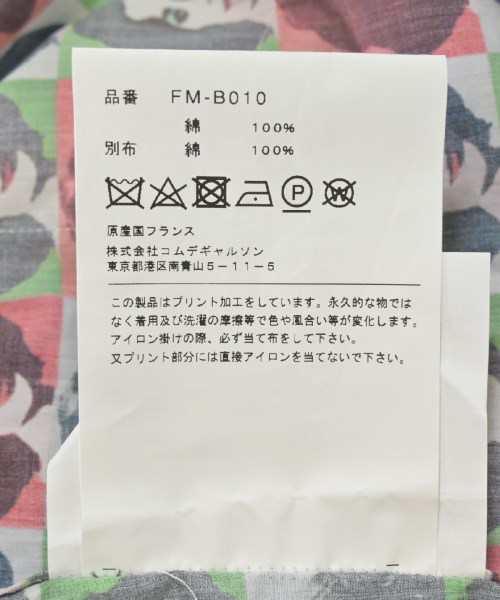 品番 FM-B010
綿 100%
別布 綿 100%
P W
原産国フランス
株式会社コムデギャルソン
東京都港区南青山5-11-5
この製品はプリント加工をしています。永久的な物では
なく着用及び洗濯の摩擦等で色や風合い等が変化します。
アイロン掛けの際、必ず当て布をして下さい。
又プリント部分には直接アイロンを当てないで下さい。